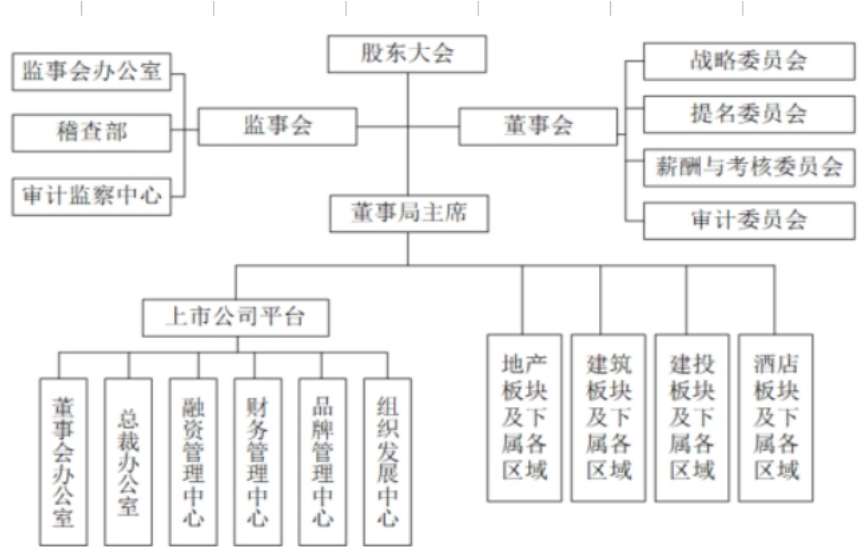 股东大会
监事会办公室
稽查部
审计监察中心
监事会
董事会
战略委员会
提名委员会
薪酬与考核委员会
审计委员会
董事局主席
上市公司平台
董事会办公室
总裁办公室
融资管理中心
财务管理中心
品牌管理中心
组织发展中心
地产
板块
及下
属各
区域
建筑
板块
及下
属各
区域
建投
板块
及下
属各
区域
酒店
板块
及下
属各
区域